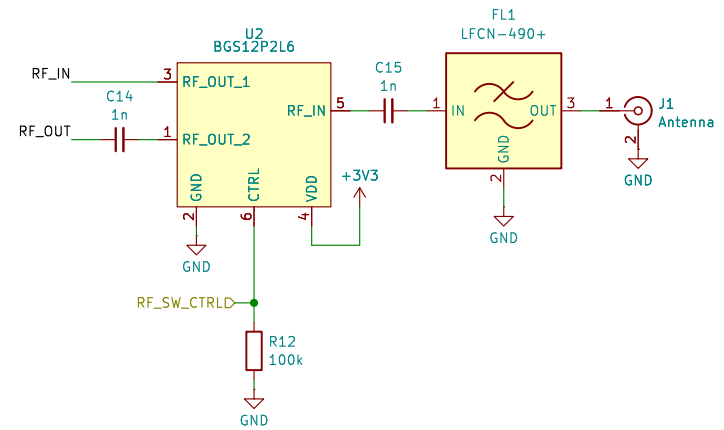 FL1
LFCN-490+
U2
BGS12P2L6
RF_IN
3
RF_OUT_1
C14
1n
RF_OUT
1
RF_OUT_2
RF_IN
5
C15
1n
1
IN
OUT
3
GND
2
1
J1
Antenna
2
GND
GND
2
GND
CTRL
6
VDD
4
+3V3
GND
GND
RF_SW_CTRL
R12
100k
GND